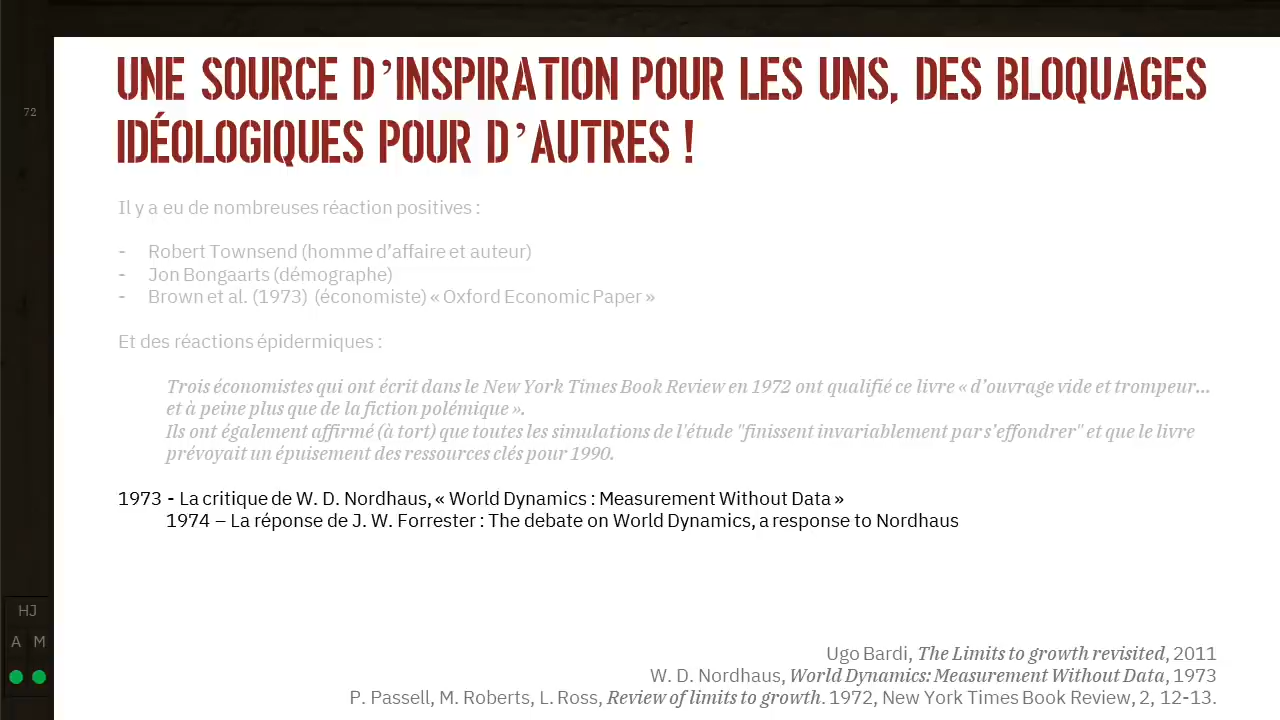 UNE SOURCE D’INSPIRATION POUR LES UNS, DES BLOQUAGES
IDÉOLOGIQUES POUR D’AUTRES !
72
Il y a eu de nombreuses réaction positives :
- Robert Townsend (homme d’affaire et auteur)
- Jon Bongaarts (démographe)
- Brown et al. (1973) (économiste) « Oxford Economic Paper »
Et des réactions épidermiques :
Trois économistes qui ont écrit dans le New York Times Book Review en 1972 ont qualifié ce livre « d’ouvrage vide et trompeur...
et à peine plus que de la fiction polémique ».
Ils ont également affirmé (à tort) que toutes les simulations de l'étude "finissent invariablement par s’effondrer" et que le livre
prévoyait un épuisement des ressources clés pour 1990.
1973 - La critique de W. D. Nordhaus, « World Dynamics : Measurement Without Data »
1974 – La réponse de J. W. Forrester : The debate on World Dynamics, a response to Nordhaus
HJ
A M
Ugo Bardi, The Limits to growth revisited, 2011
W. D. Nordhaus, World Dynamics: Measurement Without Data, 1973
P. Passell, M. Roberts, L. Ross, Review of limits to growth. 1972, New York Times Book Review, 2, 12-13.